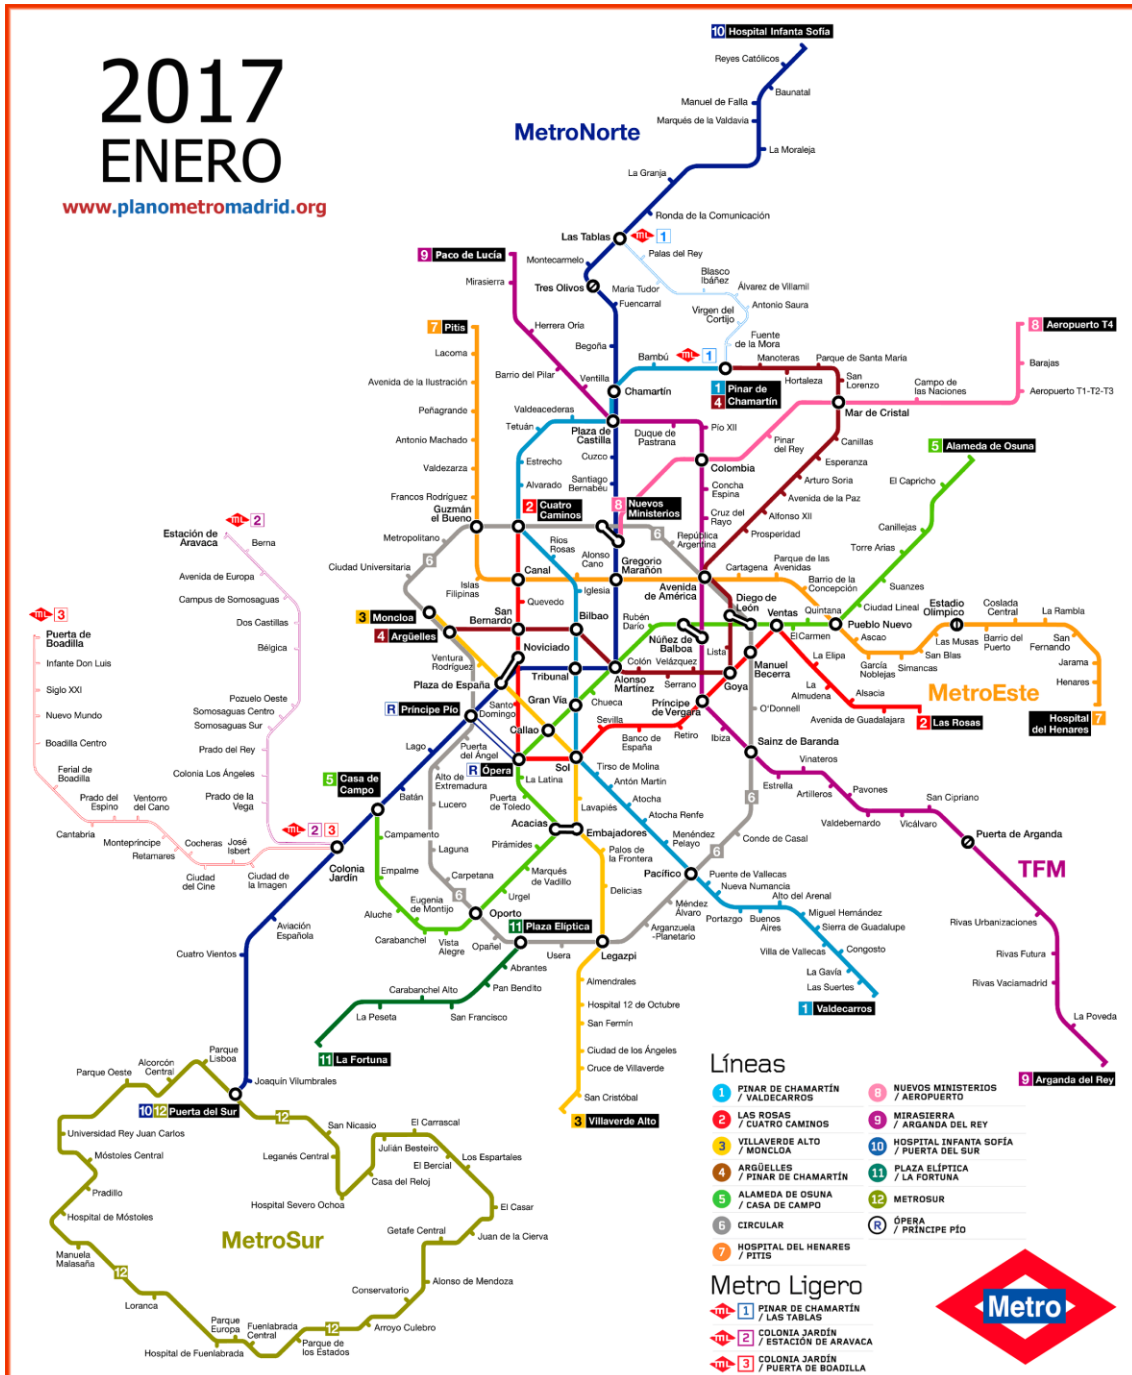 2017
ENERO
www.planometromadrid.org
10 Hospital Infanta Sofía
Reyes Católicos
Baunatal
Manuel de Falla
Marqués de la Valdavia
MetroNorte
La Moraleja
La Granja
Ronda de la Comunicación
Las Tablas
mL 1
9 Paco de Lucía
Montecarmelo
Palas del Rey
Mirasierra
Tres Olivos
María Tudor
Blasco
Ibáñez
Álvarez de Villamil
Fuencarral
Antonio Saura
Virgen del
Cortijo
7 Pitis
Herrera Oria
Begoña
Fuente
de la Mora
8 Aeropuerto T4
Lacoma
Bambú
mL 1
Manoteras
Parque de Santa María
Barajas
Avenida de la Ilustración
Barrio del Pilar
Ventilla
Chamartín
1 Pinar de
4 Chamartín
Hortaleza
San
Lorenzo
Campo de
las Naciones
Aeropuerto T1-T2-T3
Peñagrande
Valdeacederas
Mar de Cristal
Tetuán
Plaza de
Castilla
Duque de
Pastrana
Pío XII
Antonio Machado
Cuzco
Pinar
del Rey
Canillas
5 Alameda de Osuna
Valdezarza
Estrecho
Colombia
Esperanza
El Capricho
Francos Rodríguez
Alvarado
Santiago
Bernabéu
Concha
Espina
Arturo Soria
Avenida de la Paz
Guzmán
el Bueno
2 Cuatro
Caminos
8 Nuevos
Ministerios
Cruz del
Rayo
Alfonso XII
Canillejas
mL 2
Estación de
Aravaca
Berna
Metropolitano
6
Ríos
Rosas
Alonso
Cano
6
República
Argentina
Prosperidad
Torre Arias
Ciudad Universitaria
6
Canal
Gregorio
Marañón
Avenida
de América
Cartagena
Parque de las
Avenidas
Barrio de la
Concepción
Suanzes
Avenida de Europa
Islas
Filipinas
Iglesia
Quevedo
Campus de Somosaguas
mL 3
3 Moncloa
San
Bernardo
Bilbao
Rubén
Darío
Diego de
León
Ventas
Quintana
Ciudad Lineal
Estadio
Olímpico
Coslada
Central
La Rambla
Dos Castillas
4 Argüelles
Núñez de
Balboa
El Carmen
Pueblo Nuevo
Puerta de
Boadilla
Bélgica
Ventura
Rodríguez
Noviciado
Colón
Velázquez
Lista
Manuel
Becerra
La Elipa
Ascao
García
Noblejas
Simancas
San Blas
Las Musas
Barrio del
Puerto
San
Fernando
Jarama
Infante Don Luis
Plaza de España
Tribunal
Alonso
Martínez
Serrano
Goya
La
Almudena
Alsacia
Henares
Siglo XXI
Pozuelo Oeste
Gran Vía
Chueca
MetroEste
Nuevo Mundo
Somosaguas Centro
Somosaguas Sur
R Príncipe Pío
Santo
Domingo
Callao
Sevilla
Príncipe
de Vergara
O'Donnell
Avenida de Guadalajara
2 Las Rosas
Hospital
del Henares 7
Boadilla Centro
Prado del Rey
Lago
Puerta
del Ángel
R Ópera
Sol
Banco de
España
Retiro
Ibiza
Sainz de Baranda
Ferial de
Boadilla
Colonia Los Ángeles
5 Casa de
Campo
Alto de
Extremadura
La Latina
Tirso de Molina
Vinateros
Prado del
Espino
Ventorro
del Cano
Prado de la
Vega
Batán
Lucero
Puerta
de Toledo
Antón Martín
Estrella
Artilleros
Pavones
San Cipriano
Lavapiés
Atocha
6
Cantabria
mL 2 3
Acacias
Embajadores
Atocha Renfe
Valdebernardo
Vicálvaro
Puerta de Arganda
Montepríncipe
Retamares
Cocheras
José
Isbert
Campamento
Laguna
Pirámides
Palos de
la Frontera
Menéndez
Pelayo
Conde de Casal
6
TFM
Ciudad
del Cine
Ciudad de
la Imagen
Colonia
Jardín
Empalme
Carpetana
Marqués
de Vadillo
Pacífico
Puente de Vallecas
Nueva Numancia
Eugenia
de Montijo
6
Urgel
Delicias
Alto del Arenal
Aluche
Oporto
Méndez
Álvaro
Portazgo
Buenos
Aires
Miguel Hernández
Rivas Urbanizaciones
Aviación
Española
Carabanchel
Vista
Alegre
11 Plaza Elíptica
Arganzuela
-Planetario
Sierra de Guadalupe
Cuatro Vientos
Opañel
Usera
Legazpi
Villa de Vallecas
Congosto
Rivas Futura
Abrantes
Almendrales
La Gavia
Pan Bendito
Las Suertes
Rivas Vaciamadrid
Carabanchel Alto
Hospital 12 de Octubre
1 Valdecarros
La Peseta
San Francisco
San Fermín
La Poveda
11 La Fortuna
Ciudad de los Ángeles
Cruce de Villaverde
9 Arganda del Rey
Parque
Lisboa
Alcorcón
Central
Parque Oeste
Joaquín Vilumbrales
San Cristóbal
10 12 Puerta del Sur
12
3 Villaverde Alto
Universidad Rey Juan Carlos
San Nicasio
El Carrascal
Móstoles Central
Leganés Central
Julián Besteiro
El Bercial
Los Espartales
Pradillo
Casa del Reloj
Hospital Severo Ochoa
El Casar
Hospital de Móstoles
MetroSur
Getafe Central
Juan de la Cierva
Manuela
Malasaña
12
Alonso de Mendoza
Loranca
Conservatorio
Parque
Europa
Fuenlabrada
Central
12
Arroyo Culebro
Hospital de Fuenlabrada
Parque de
los Estados
Líneas
1 PINAR DE CHAMARTÍN
/ VALDECARROS
2 LAS ROSAS
/ CUATRO CAMINOS
3 VILLAVERDE ALTO
/ MONCLOA
4 ARGÜELLES
/ PINAR DE CHAMARTÍN
5 ALAMEDA DE OSUNA
/ CASA DE CAMPO
6 CIRCULAR
7 HOSPITAL DEL HENARES
/ PITIS
8 NUEVOS MINISTERIOS
/ AEROPUERTO
9 MIRASIERRA
/ ARGANDA DEL REY
10 HOSPITAL INFANTA SOFÍA
/ PUERTA DEL SUR
11 PLAZA ELÍPTICA
/ LA FORTUNA
12 METROSUR
R ÓPERA
/ PRÍNCIPE PÍO
Metro Ligero
mL 1 PINAR DE CHAMARTÍN
/ LAS TABLAS
mL 2 COLONIA JARDÍN
/ ESTACIÓN DE ARAVACA
mL 3 COLONIA JARDÍN
/ PUERTA DE BOADILLA
Metro